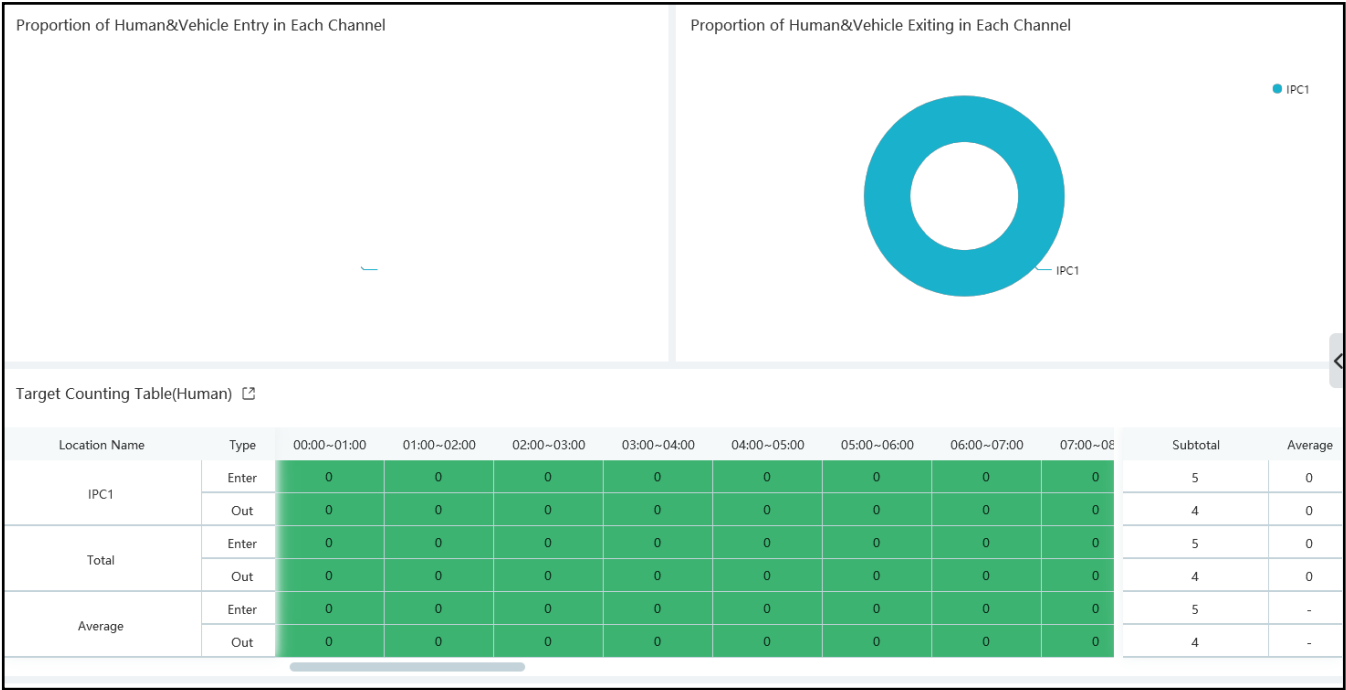 Proportion of Human&Vehicle Entry in Each Channel
Proportion of Human&Vehicle Exiting in Each Channel
IPC1
IPC1
Target Counting Table(Human)
Location Name Type 00:00~01:00 01:00~02:00 02:00~03:00 03:00~04:00 04:00~05:00 05:00~06:00 06:00~07:00 07:00~08 Subtotal Average
IPC1 Enter 0 0 0 0 0 0 0 0 5 0
Out 0 0 0 0 0 0 0 0 4 0
Total Enter 0 0 0 0 0 0 0 0 5 0
Out 0 0 0 0 0 0 0 0 4 0
Average Enter 0 0 0 0 0 0 0 0 5 -
Out 0 0 0 0 0 0 0 0 4 -